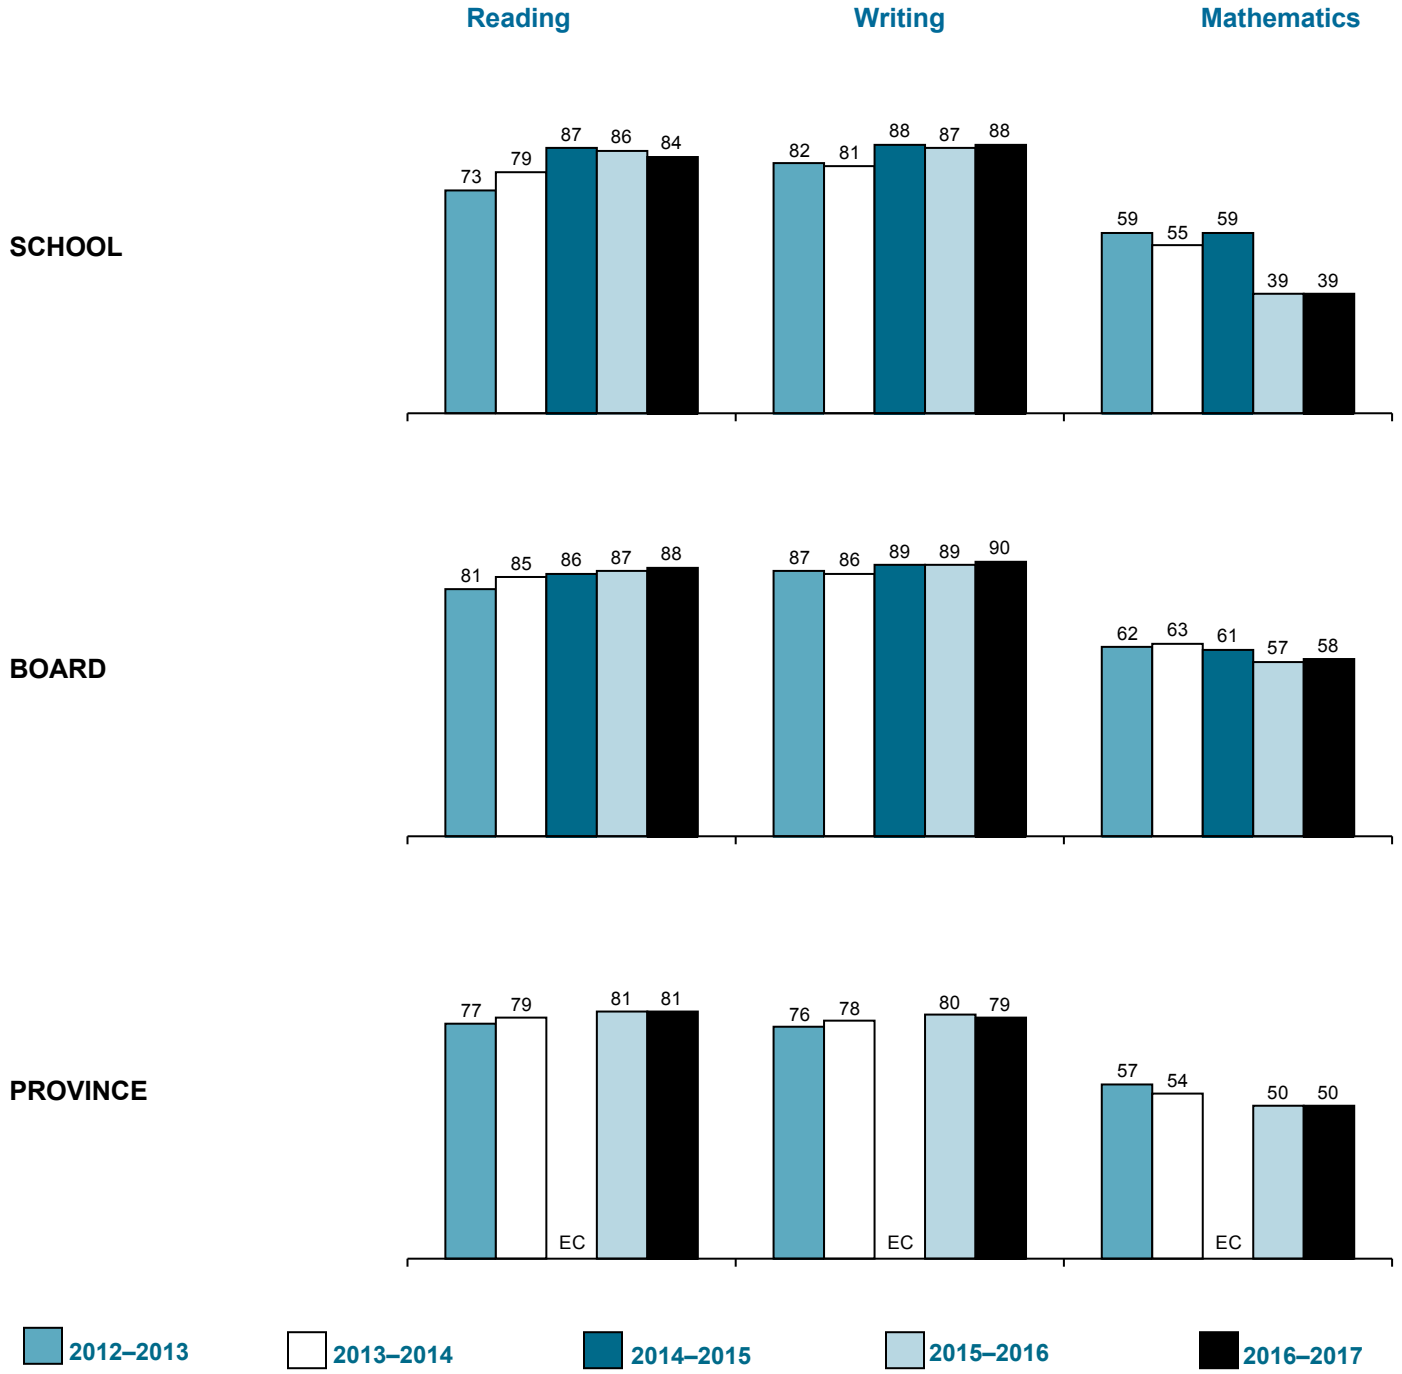 Reading Writing Mathematics
SCHOOL
73 79 87 86 84 82 81 88 87 88 59 55 59 39 39
BOARD
81 85 86 87 88 87 86 89 89 90 62 63 61 57 58
PROVINCE
77 79 EC 81 81 76 78 EC 80 79 57 54 EC 50 50
2012–2013 2013–2014 2014–2015 2015–2016 2016–2017